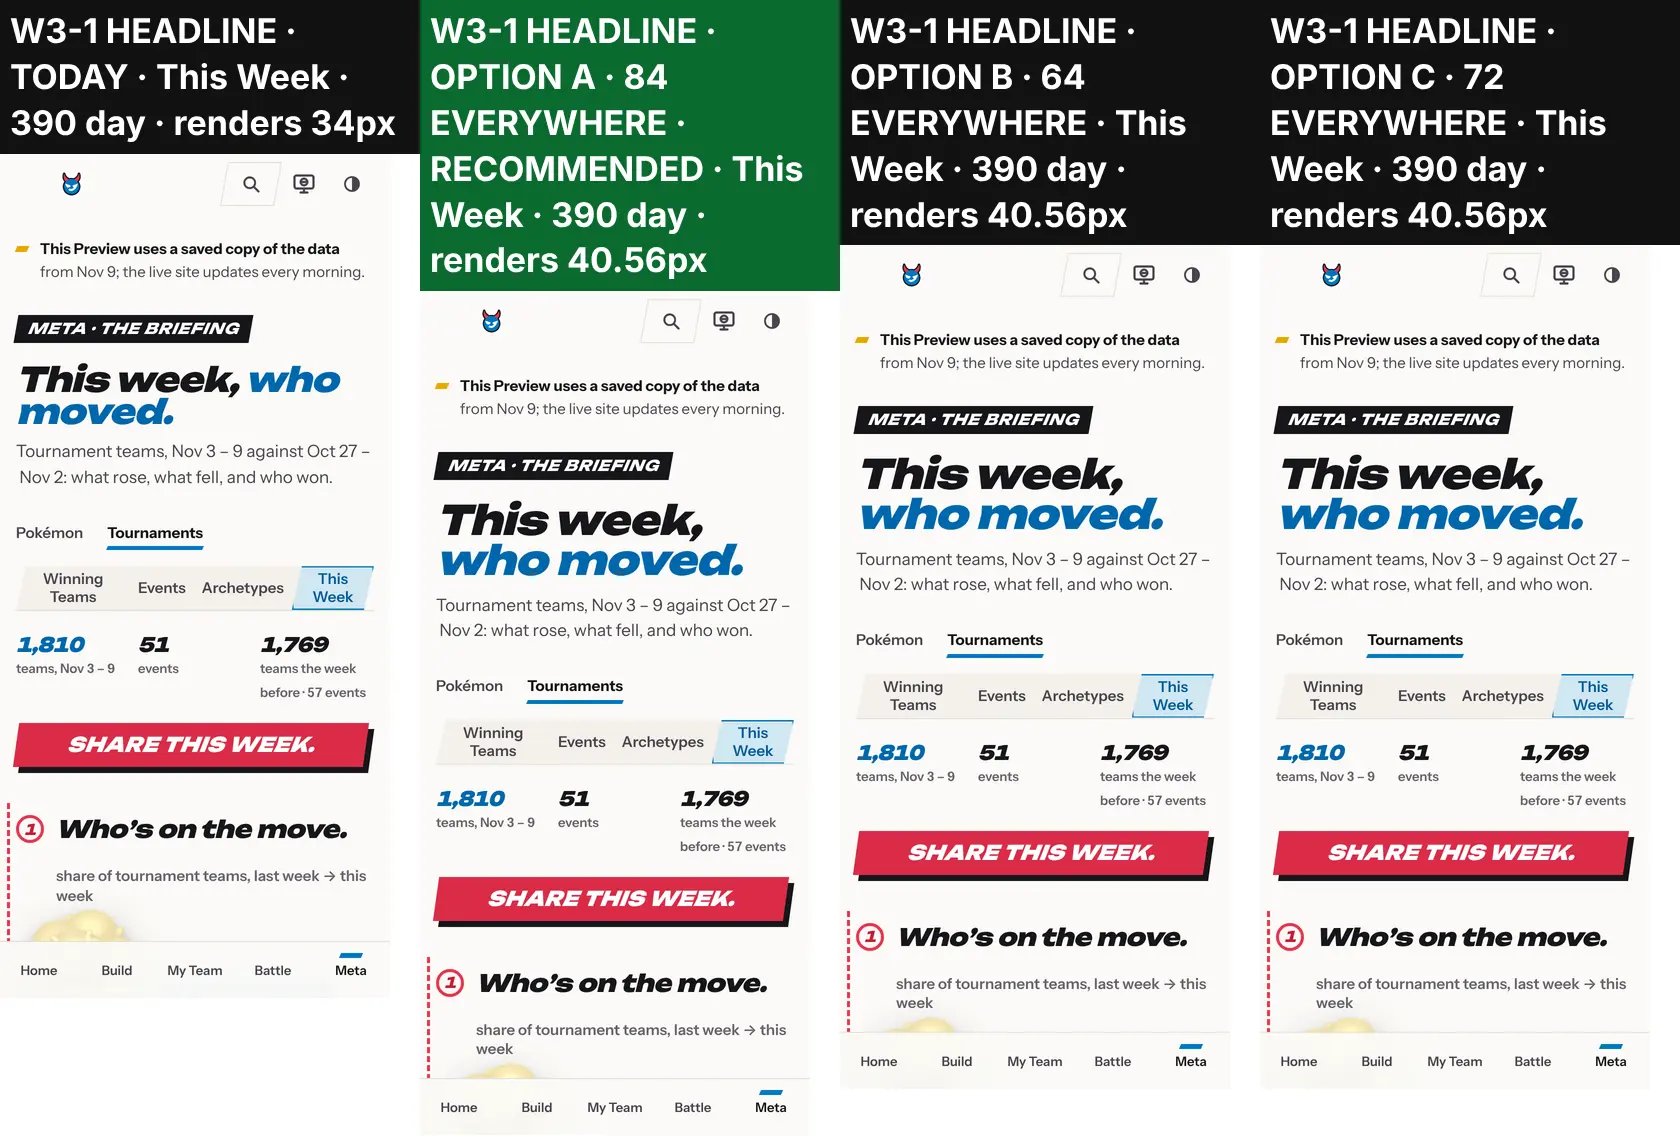 W3-1 HEADLINE ·
TODAY · This Week ·
390 day · renders 34px
This Preview uses a saved copy of the data
from Nov 9; the live site updates every morning.
META · THE BRIEFING
This week, who
moved.
Tournament teams, Nov 3 – 9 against Oct 27 –
Nov 2: what rose, what fell, and who won.
Pokémon Tournaments
Winning Teams Events Archetypes This Week
1,810 51 1,769
teams, Nov 3 – 9 events teams the week
before · 57 events
SHARE THIS WEEK.
1 Who's on the move.
share of tournament teams, last week → this
week
Home Build My Team Battle Meta
W3-1 HEADLINE ·
OPTION A · 84
EVERYWHERE ·
RECOMMENDED · This
Week · 390 day ·
renders 40.56px
This Preview uses a saved copy of the data
from Nov 9; the live site updates every morning.
META · THE BRIEFING
This week,
who moved.
Tournament teams, Nov 3 – 9 against Oct 27 –
Nov 2: what rose, what fell, and who won.
Pokémon Tournaments
Winning Teams Events Archetypes This Week
1,810 51 1,769
teams, Nov 3 – 9 events teams the week
before · 57 events
SHARE THIS WEEK.
1 Who's on the move.
share of tournament teams, last week → this
week
Home Build My Team Battle Meta
W3-1 HEADLINE ·
OPTION B · 64
EVERYWHERE · This
Week · 390 day ·
renders 40.56px
This Preview uses a saved copy of the data
from Nov 9; the live site updates every morning.
META · THE BRIEFING
This week,
who moved.
Tournament teams, Nov 3 – 9 against Oct 27 –
Nov 2: what rose, what fell, and who won.
Pokémon Tournaments
Winning Teams Events Archetypes This Week
1,810 51 1,769
teams, Nov 3 – 9 events teams the week
before · 57 events
SHARE THIS WEEK.
1 Who's on the move.
share of tournament teams, last week → this
week
Home Build My Team Battle Meta
W3-1 HEADLINE ·
OPTION C · 72
EVERYWHERE · This
Week · 390 day ·
renders 40.56px
This Preview uses a saved copy of the data
from Nov 9; the live site updates every morning.
META · THE BRIEFING
This week,
who moved.
Tournament teams, Nov 3 – 9 against Oct 27 –
Nov 2: what rose, what fell, and who won.
Pokémon Tournaments
Winning Teams Events Archetypes This Week
1,810 51 1,769
teams, Nov 3 – 9 events teams the week
before · 57 events
SHARE THIS WEEK.
1 Who's on the move.
share of tournament teams, last week → this
week
Home Build My Team Battle Meta